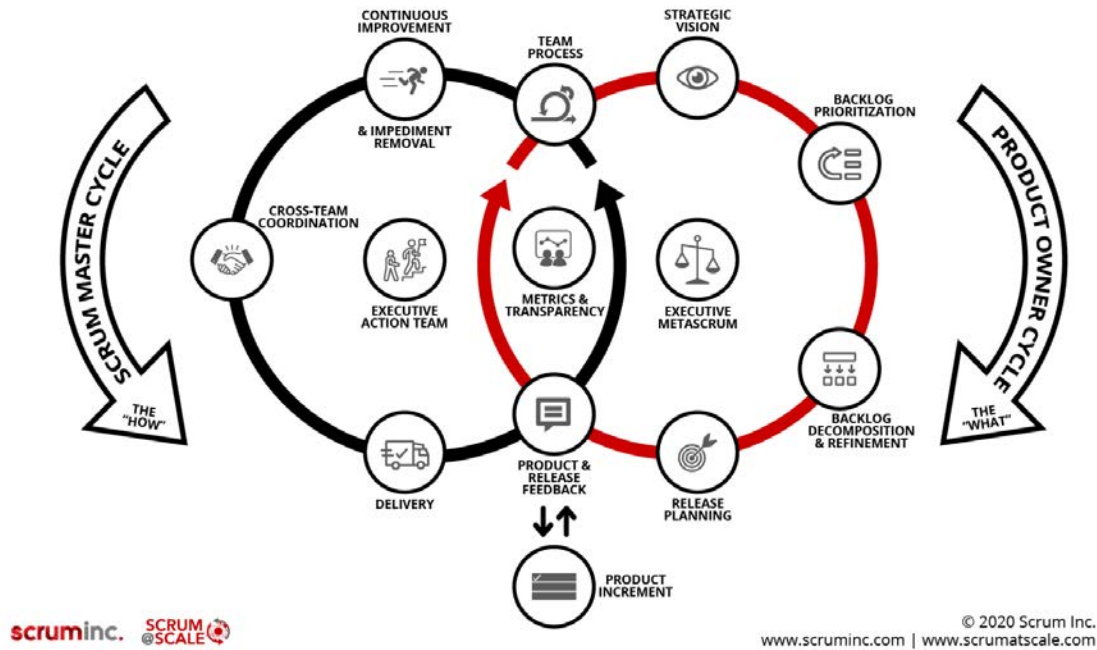 CONTINUOUS
IMPROVEMENT
& IMPEDIMENT
REMOVAL
TEAM
PROCESS
STRATEGIC
VISION
BACKLOG
PRIORITIZATION
SCRUM MASTER CYCLE
THE
"HOW"
CROSS-TEAM
COORDINATION
EXECUTIVE
ACTION TEAM
METRICS &
TRANSPARENCY
EXECUTIVE
METASCRUM
PRODUCT OWNER CYCLE
THE
"WHAT"
BACKLOG
DECOMPOSITION
& REFINEMENT
DELIVERY
PRODUCT &
RELEASE
FEEDBACK
RELEASE
PLANNING
PRODUCT
INCREMENT
scruminc.
SCRUM
@SCALE
© 2020 Scrum Inc.
www.scruminc.com | www.scrumatscale.com